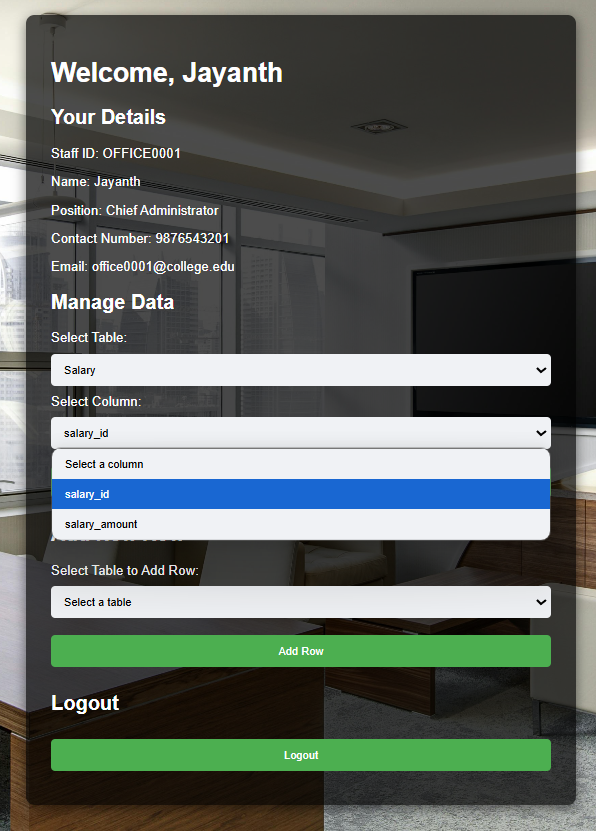 Welcome, Jayanth
Your Details
Staff ID: OFFICE0001
Name: Jayanth
Position: Chief Administrator
Contact Number: 9876543201
Email: office0001@college.edu
Manage Data
Select Table:
Salary
Select Column:
salary_id
Select a column
salary_id
salary_amount
Select Table to Add Row:
Select a table
Add Row
Logout
Logout